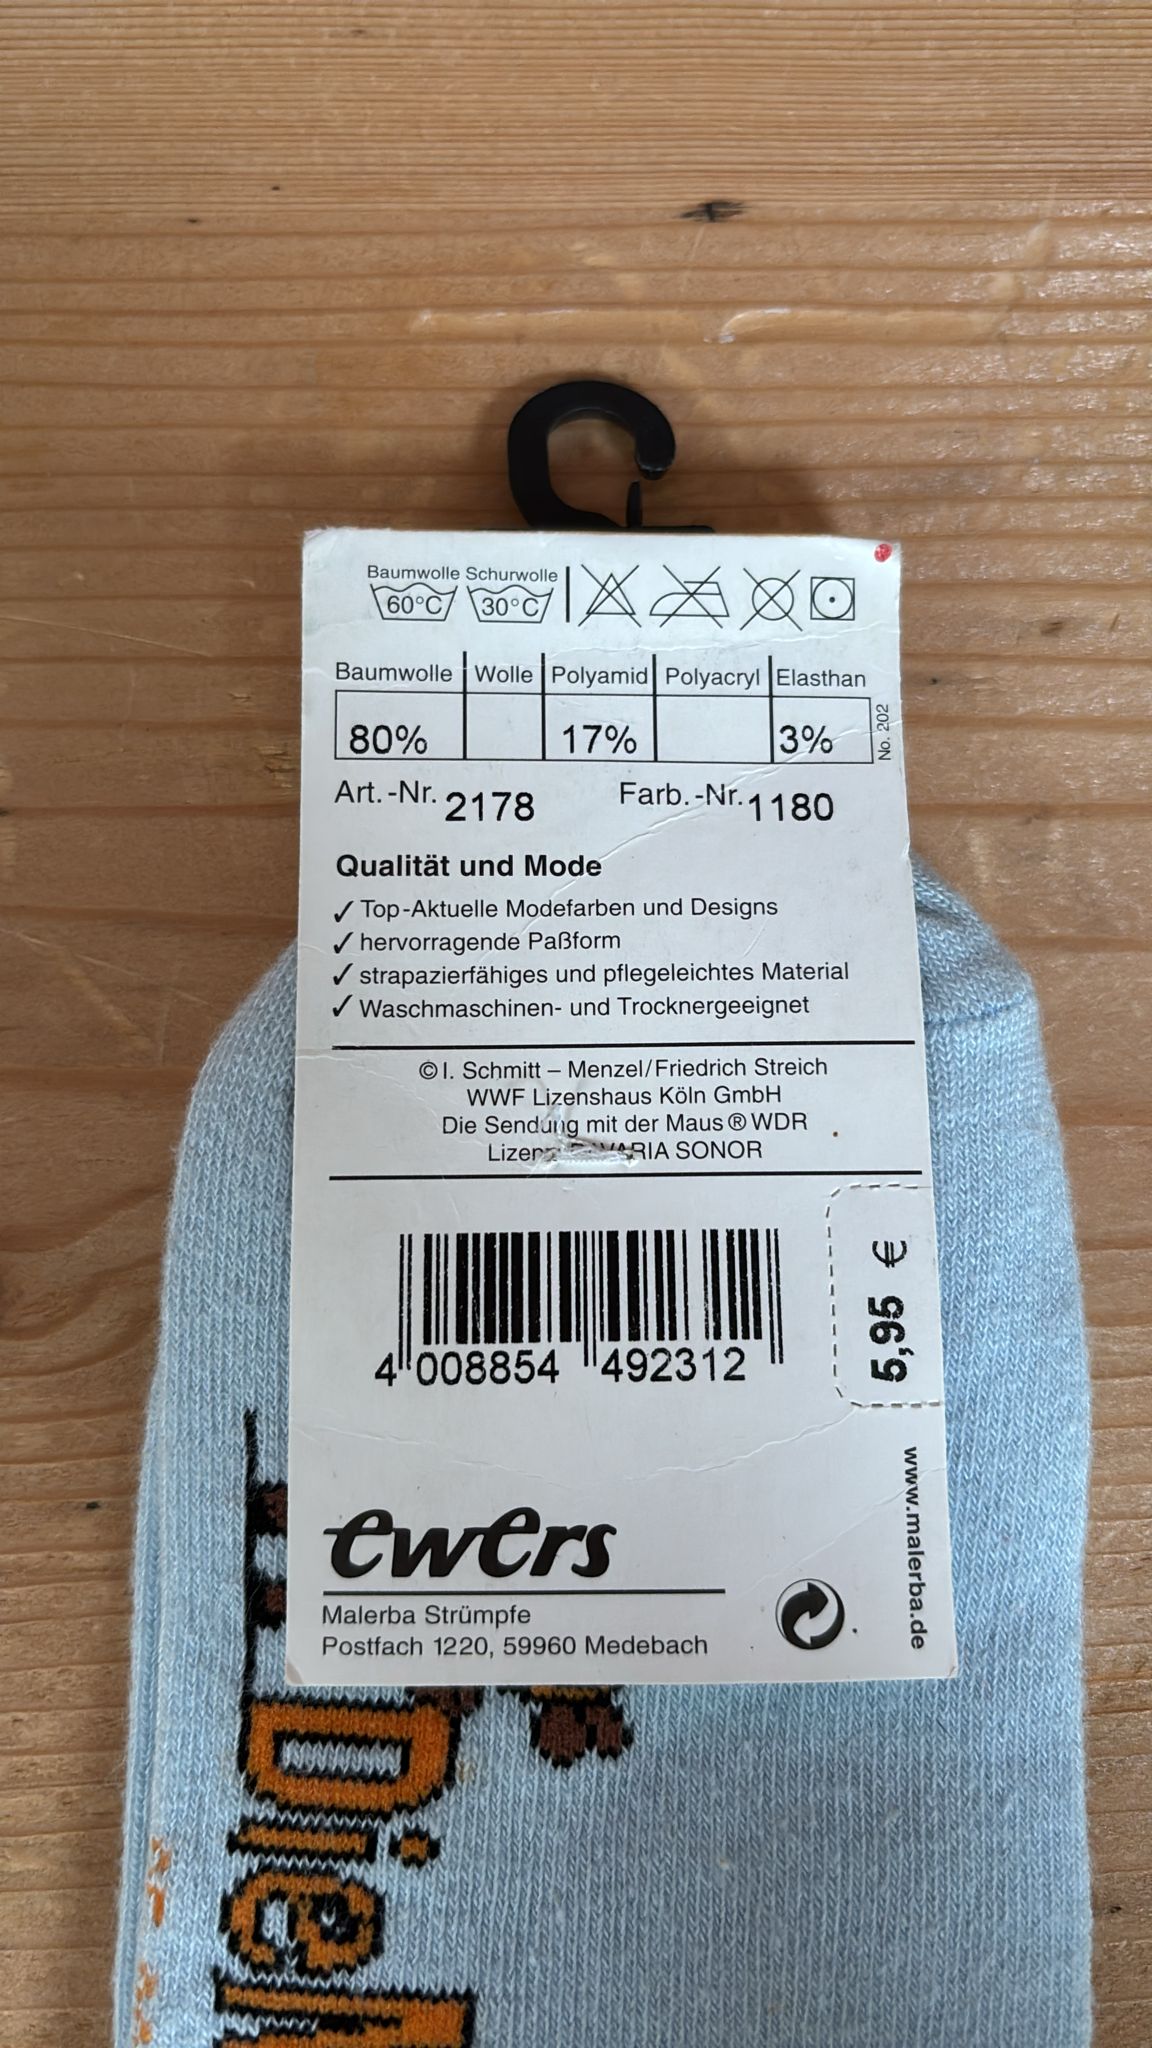 Baumwolle Schurwolle
60°C 30°C
Baumwolle Wolle Polyamid Polyacryl Elasthan
80% 17% 3%
No. 202
Art.-Nr. 2178 Farb.-Nr. 1180
Qualität und Mode
✓ Top-Aktuelle Modefarben und Designs
✓ hervorragende Paßform
✓ strapazierfähiges und pflegeleichtes Material
✓ Waschmaschinen- und Trocknergeeignet
© I. Schmitt – Menzel/Friedrich Streich
WWF Lizenshaus Köln GmbH
Die Sendung mit der Maus ® WDR
SONOR
5,95 €
4 008854 492312
www.malerba.de
ewers
Malerba Strümpfe
Postfach 1220, 59960 Medebach
Die